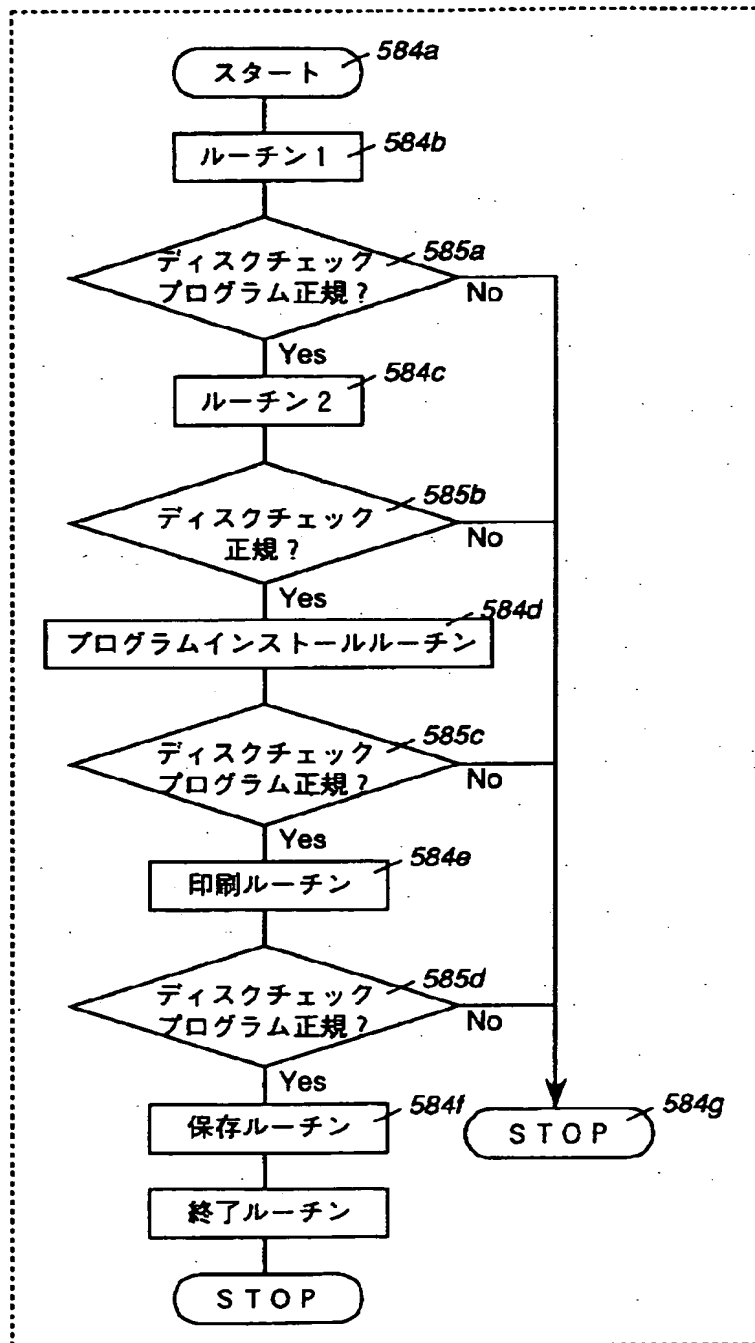 スタート
584a
ルーチン1
584b
ディスクチェック
プログラム正規?
585a
No
Yes
ルーチン2
584c
ディスクチェック
正規?
585b
No
Yes
プログラムインストールルーチン
584d
ディスクチェック
プログラム正規?
585c
No
Yes
印刷ルーチン
584e
ディスクチェック
プログラム正規?
585d
No
Yes
保存ルーチン
584f
STOP
584g
終了ルーチン
STOP